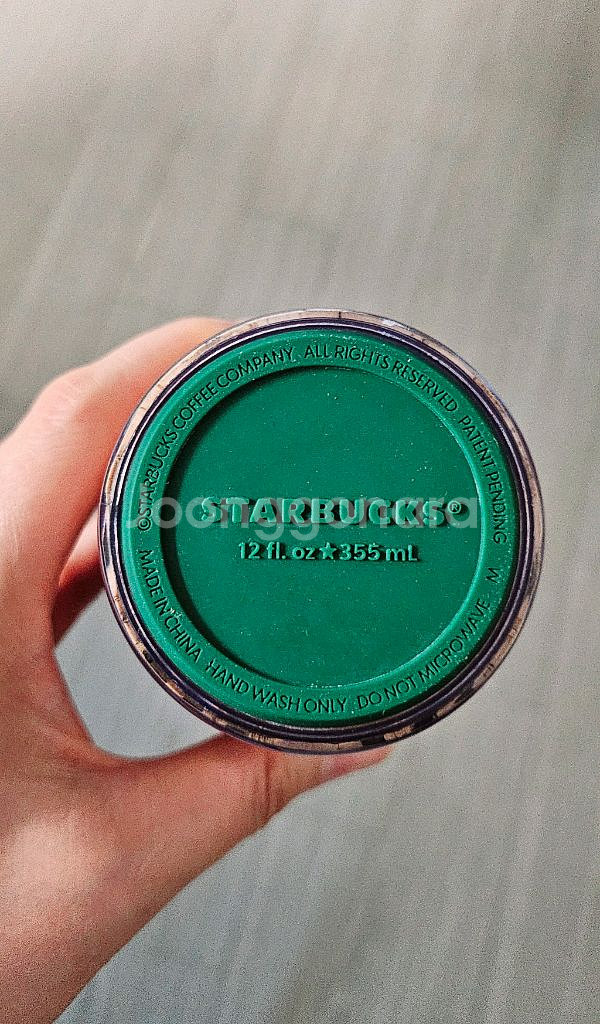 ©STARBUCKS COFFEE COMPANY. ALL RIGHTS RESERVED. PATENT PENDING
STARBUCKS®
12 fl. oz★355 mL
M MADE IN CHINA HAND WASH ONLY. DO NOT MICROWAVE. M
Joonggonara